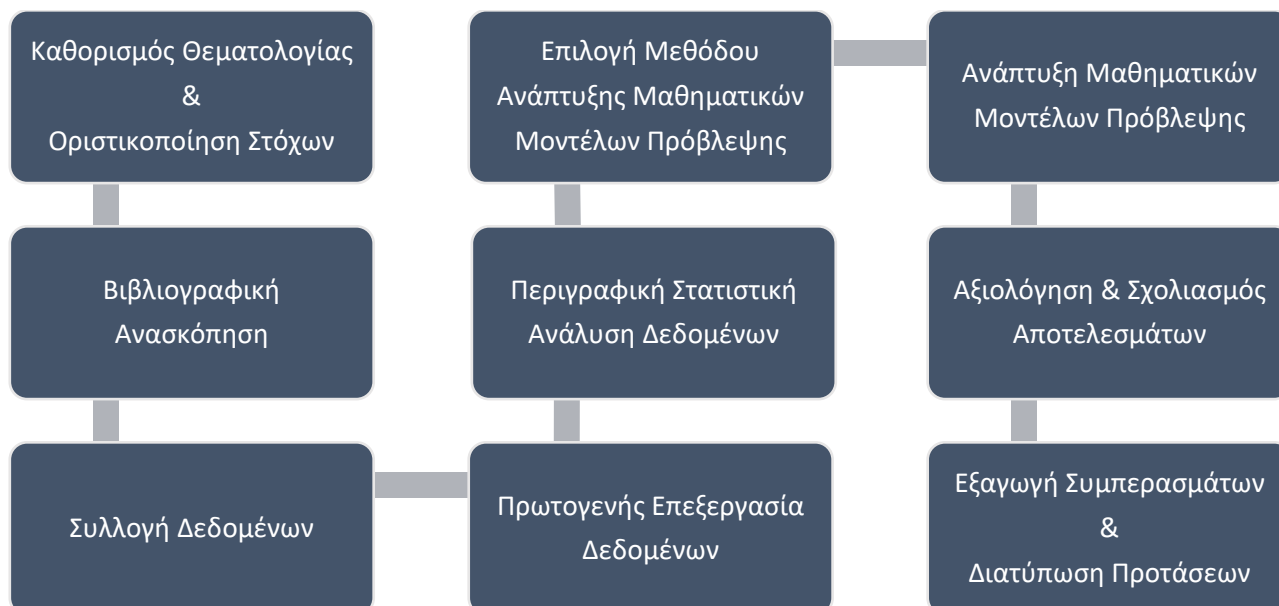 Καθορισμός Θεματολογίας
&
Οριστικοποίηση Στόχων
Βιβλιογραφική
Ανασκόπηση
Συλλογή Δεδομένων
Πρωτογενής Επεξεργασία
Δεδομένων
Περιγραφική Στατιστική
Ανάλυση Δεδομένων
Επιλογή Μεθόδου
Ανάπτυξης Μαθηματικών
Μοντέλων Πρόβλεψης
Ανάπτυξη Μαθηματικών
Μοντέλων Πρόβλεψης
Αξιολόγηση & Σχολιασμός
Αποτελεσμάτων
Εξαγωγή Συμπερασμάτων
&
Διατύπωση Προτάσεων